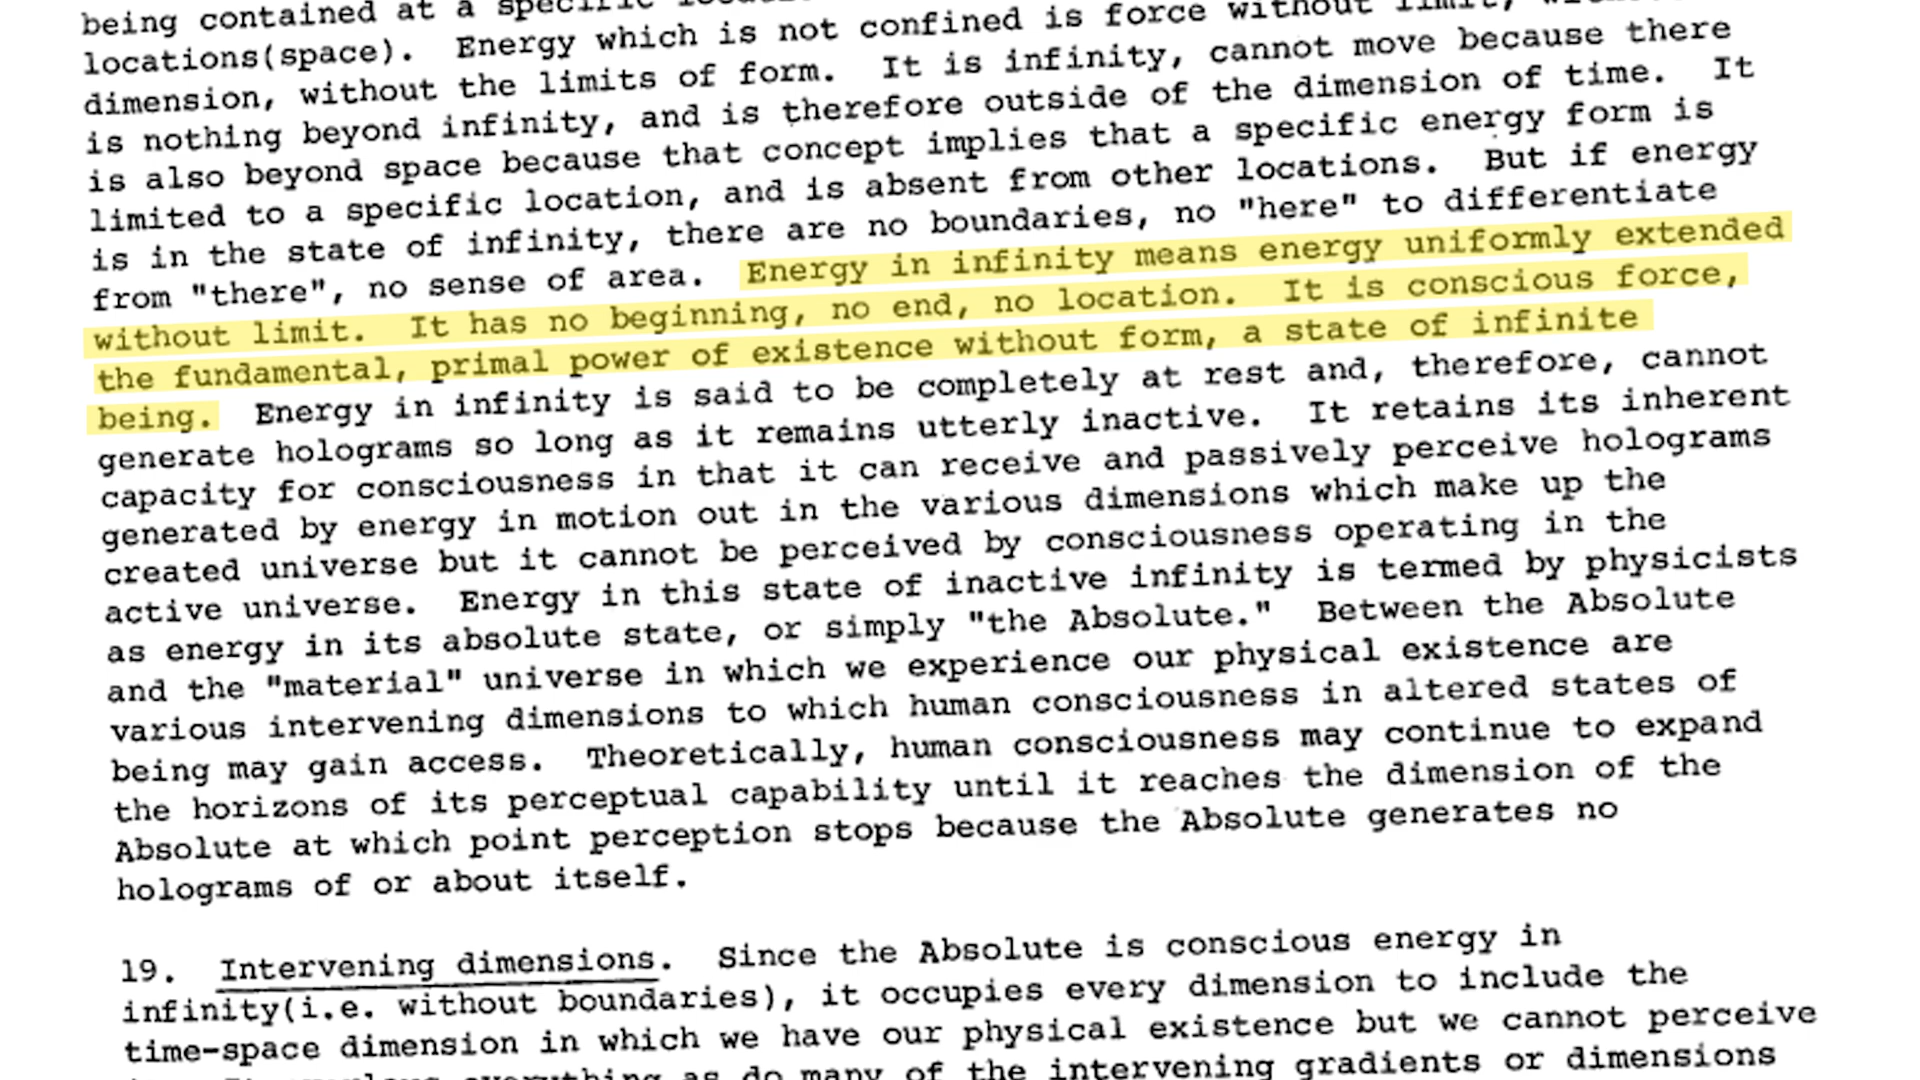 being contained at a specific
locations(space).  Energy which is not confined is force without limit,
dimension, without the limits of form.  It is infinity, cannot move because there
is nothing beyond infinity, and is therefore outside of the dimension of time.  It
is also beyond space because that concept implies that a specific energy form is
limited to a specific location, and is absent from other locations.  But if energy
is in the state of infinity, there are no boundaries, no "here" to differentiate
from "there", no sense of area.  Energy in infinity means energy uniformly extended
without limit.  It has no beginning, no end, no location.  It is conscious force,
the fundamental, primal power of existence without form, a state of infinite
being.  Energy in infinity is said to be completely at rest and, therefore, cannot
generate holograms so long as it remains utterly inactive.  It retains its inherent
capacity for consciousness in that it can receive and passively perceive holograms
generated by energy in motion out in the various dimensions which make up the
created universe but it cannot be perceived by consciousness operating in the
active universe.  Energy in this state of inactive infinity is termed by physicists
as energy in its absolute state, or simply "the Absolute."  Between the Absolute
and the "material" universe in which we experience our physical existence are
various intervening dimensions to which human consciousness in altered states of
being may gain access.  Theoretically, human consciousness may continue to expand
the horizons of its perceptual capability until it reaches the dimension of the
Absolute at which point perception stops because the Absolute generates no
holograms of or about itself.
19.  Intervening dimensions.  Since the Absolute is conscious energy in
infinity(i.e. without boundaries), it occupies every dimension to include the
time-space dimension in which we have our physical existence but we cannot perceive
everything as do many of the intervening gradients or dimensions